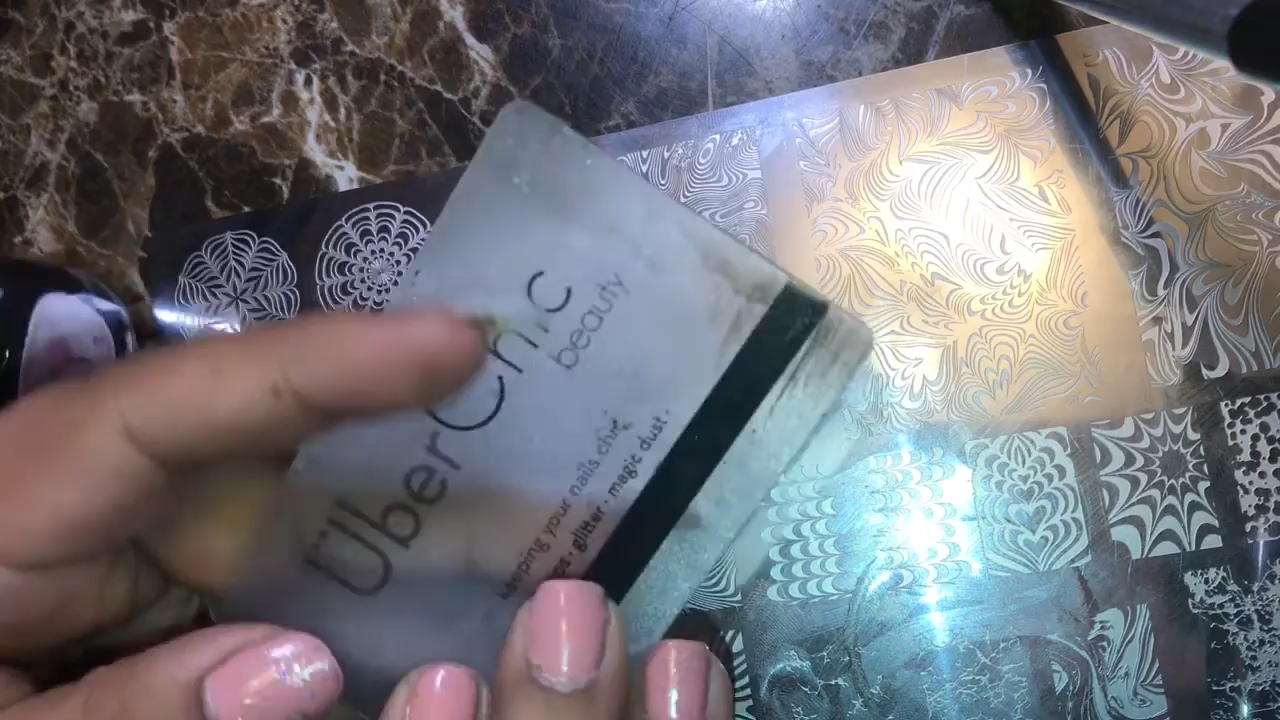 ÜberChic
beauty
keeping your nails chic
glitter · magic dust ·